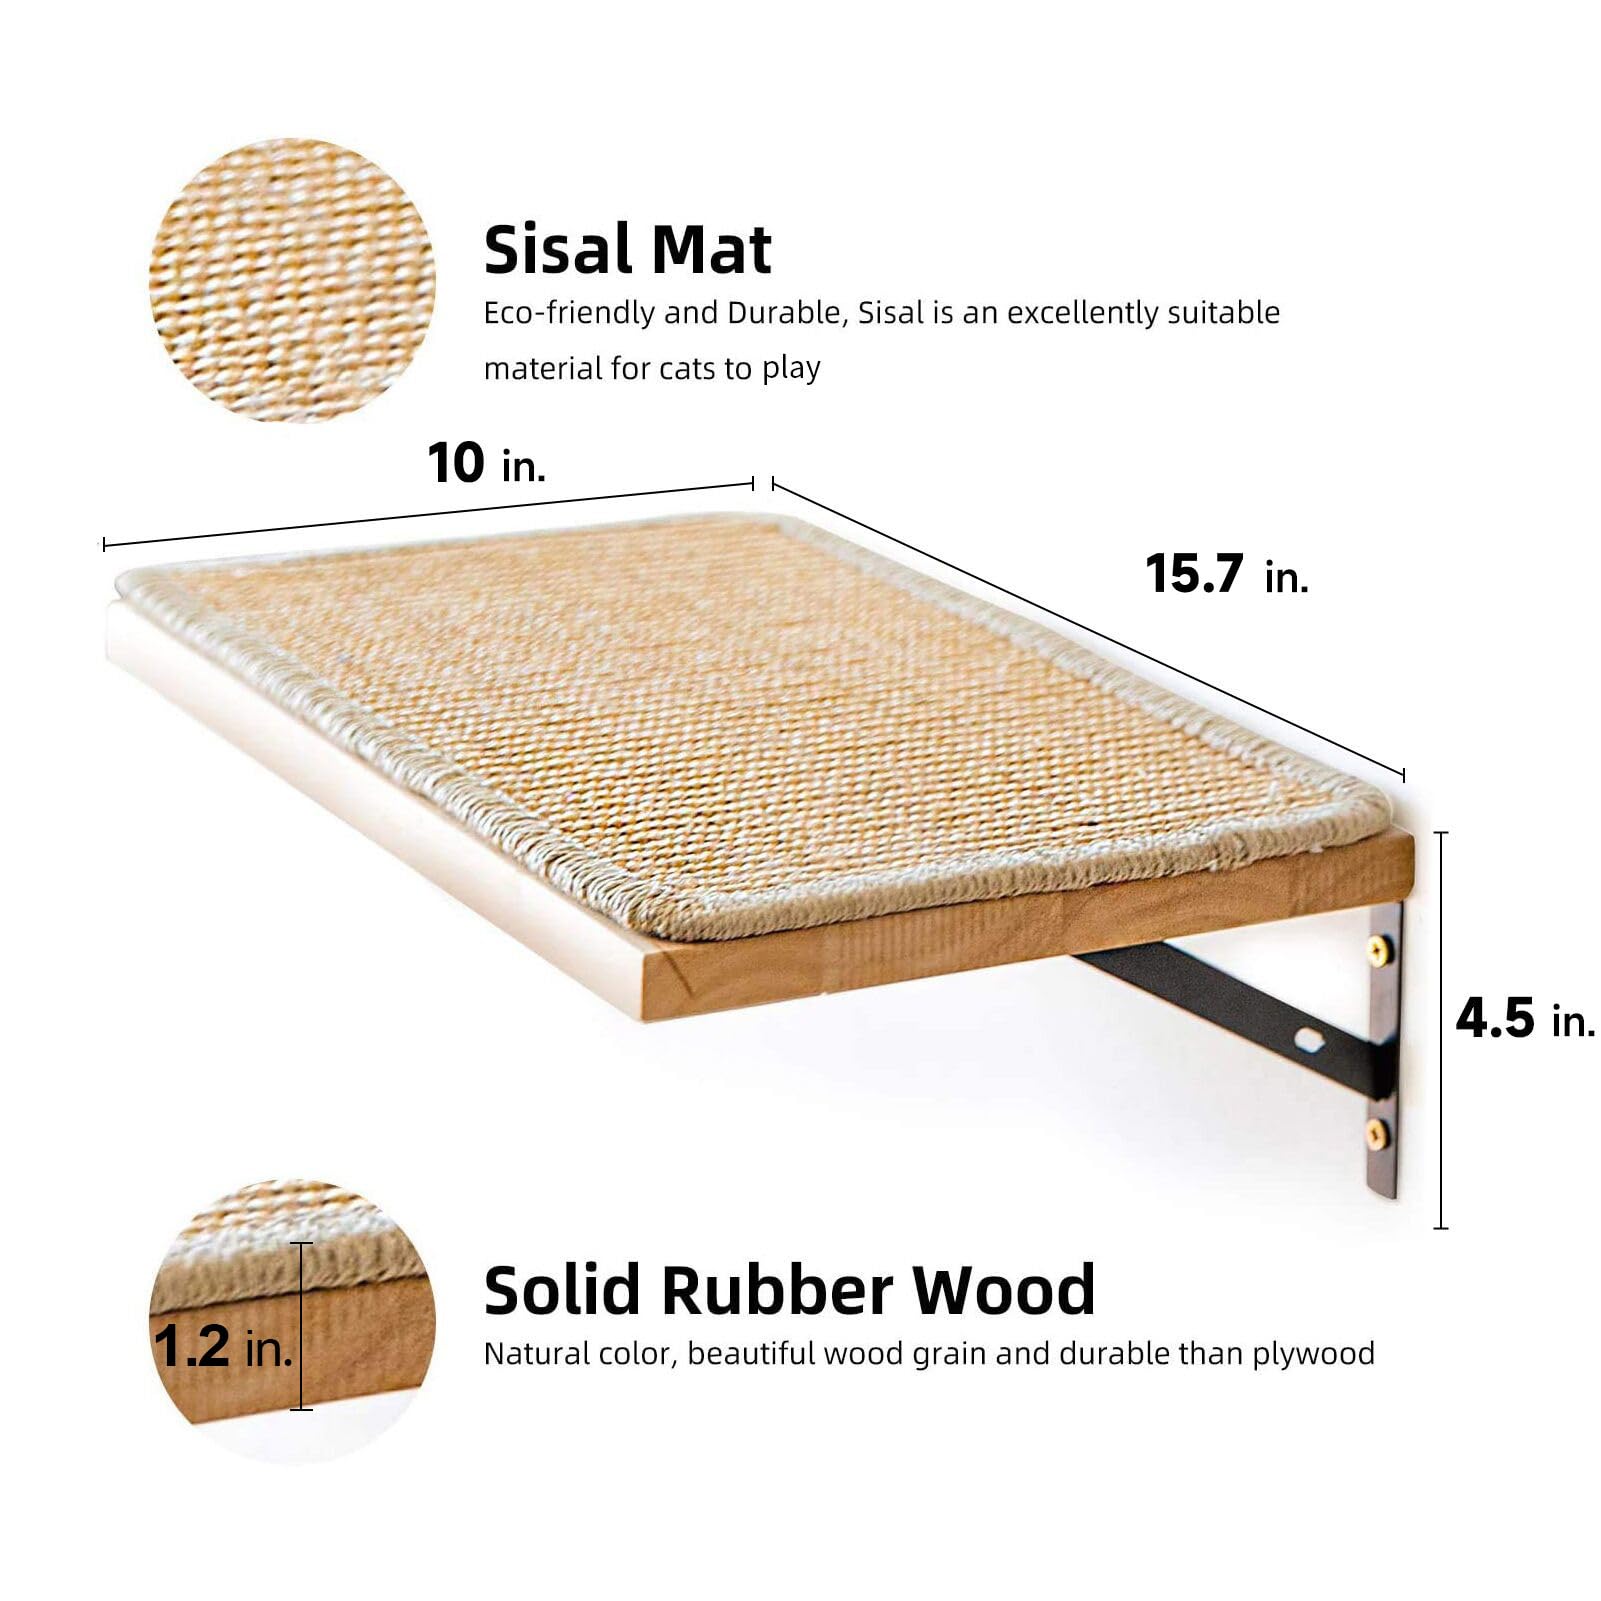 Sisal Mat
Eco-friendly and Durable, Sisal is an excellently suitable
material for cats to play
10 in.
15.7 in.
4.5 in.
Solid Rubber Wood
1.2 in.
Natural color, beautiful wood grain and durable than plywood